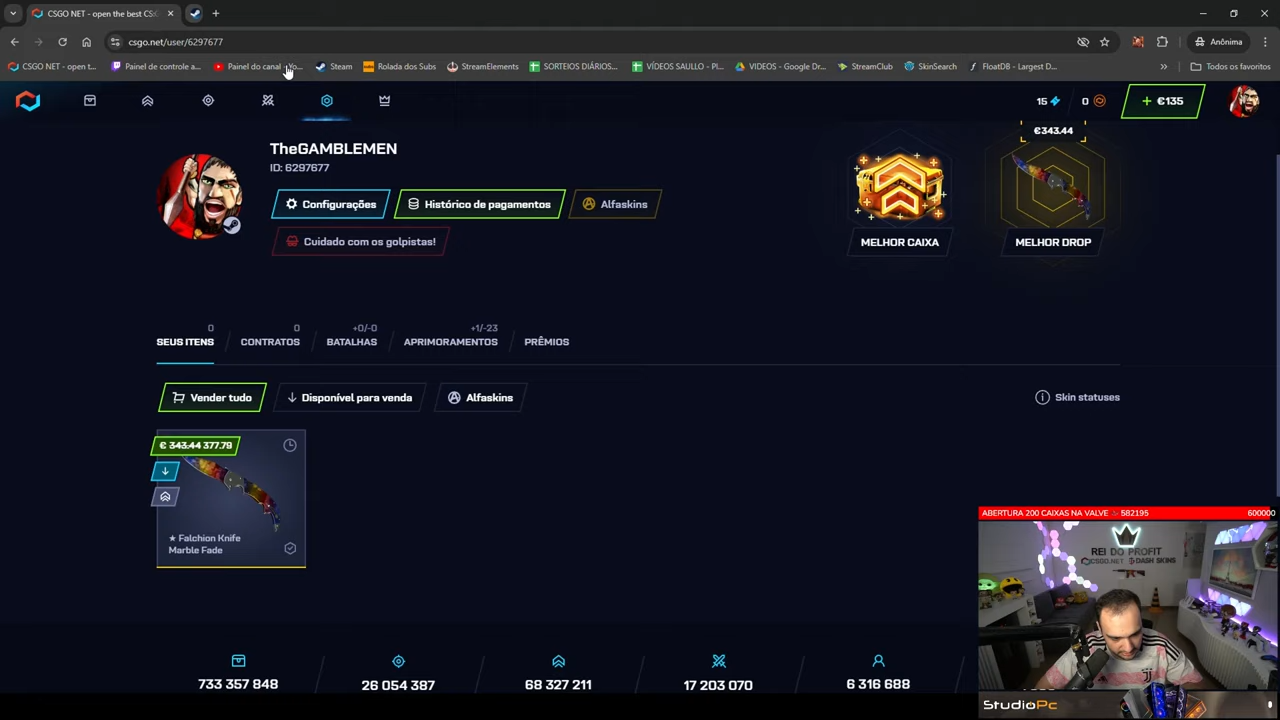 CSGO NET - open the best CS
csgo.net/user/6297677
Anônima
CSGO NET - open t...
Painel de controle a...
Painel do canal - Yo...
Steam
Rolada dos Subs
StreamElements
SORTEIOS DIÁRIOS...
VÍDEOS SAULLO - PL...
VIDEOS - Google Dr...
StreamClub
SkinSearch
FloatDB - Largest D...
Todos os favoritos
15
0
+ €135
TheGAMBLEMEN
ID: 6297677
Configurações
Histórico de pagamentos
Alfaskins
Cuidado com os golpistas!
€343.44
MELHOR CAIXA
MELHOR DROP
0
SEUS ITENS
0
CONTRATOS
+0/-0
BATALHAS
+1/-23
APRIMORAMENTOS
PRÊMIOS
Vender tudo
Disponível para venda
Alfaskins
Skin statuses
€ 343.44 377.79
★ Falchion Knife
Marble Fade
ABERTURA 200 CAIXAS NA VALVE
582195
600000
REI DO PROFIT
CSGO.NET
DASH SKINS
StudioPc
733 357 848
26 054 387
68 327 211
17 203 070
6 316 688